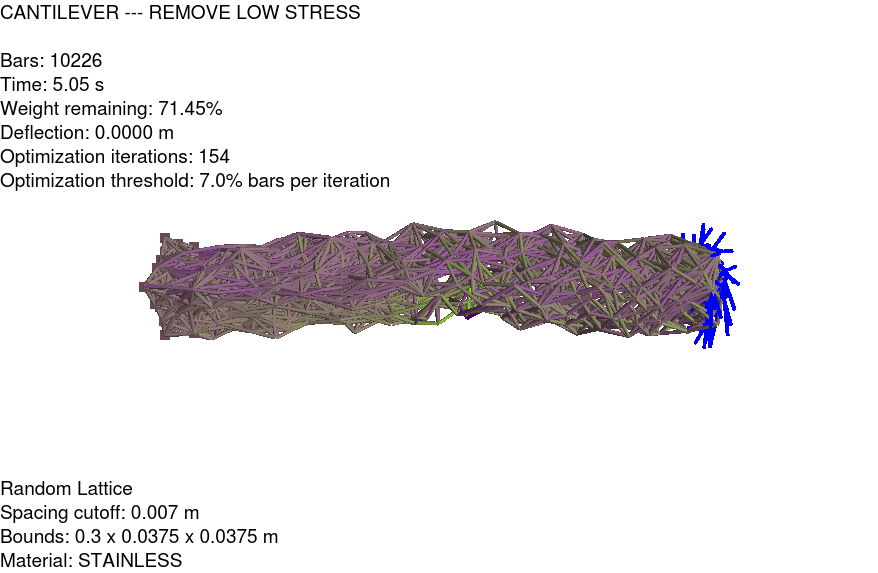 CANTILEVER --- REMOVE LOW STRESS
Bars: 10226
Time: 5.05 s
Weight remaining: 71.45%
Deflection: 0.0000 m
Optimization iterations: 154
Optimization threshold: 7.0% bars per iteration
Random Lattice
Spacing cutoff: 0.007 m
Bounds: 0.3 x 0.0375 x 0.0375 m
Material: STAINLESS